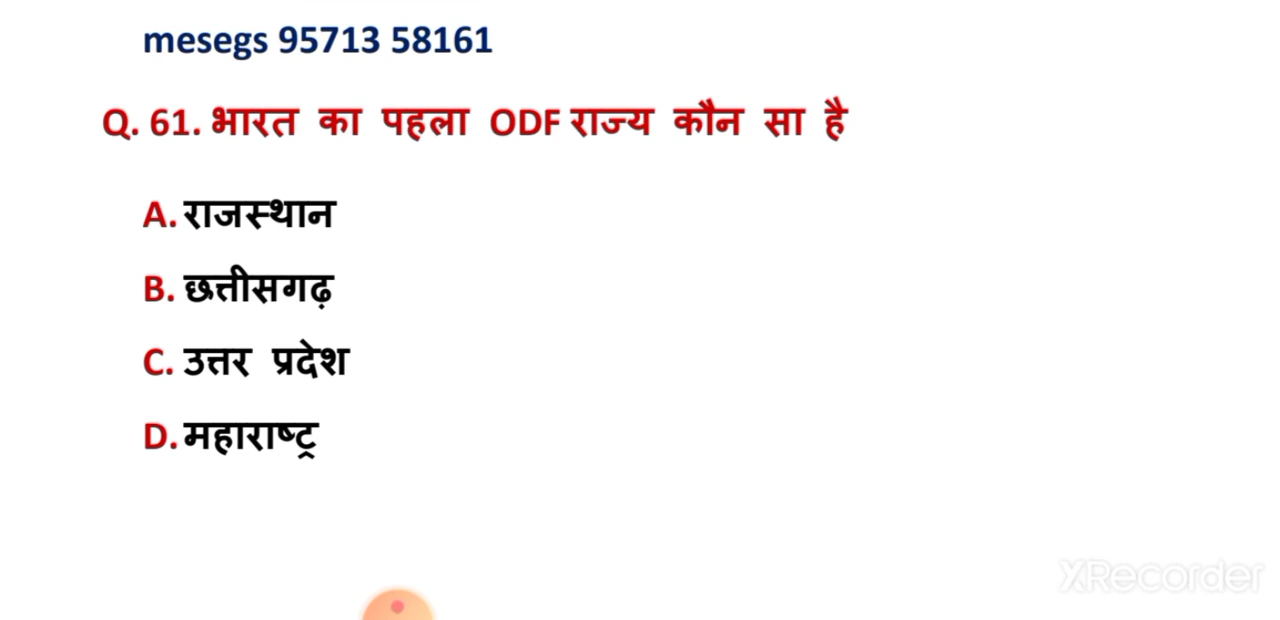 mesegs 95713 58161
Q. 61. भारत का पहला ODF राज्य कौन सा है
A. राजस्थान
B. छत्तीसगढ़
C. उत्तर प्रदेश
D. महाराष्ट्र
XRecorder